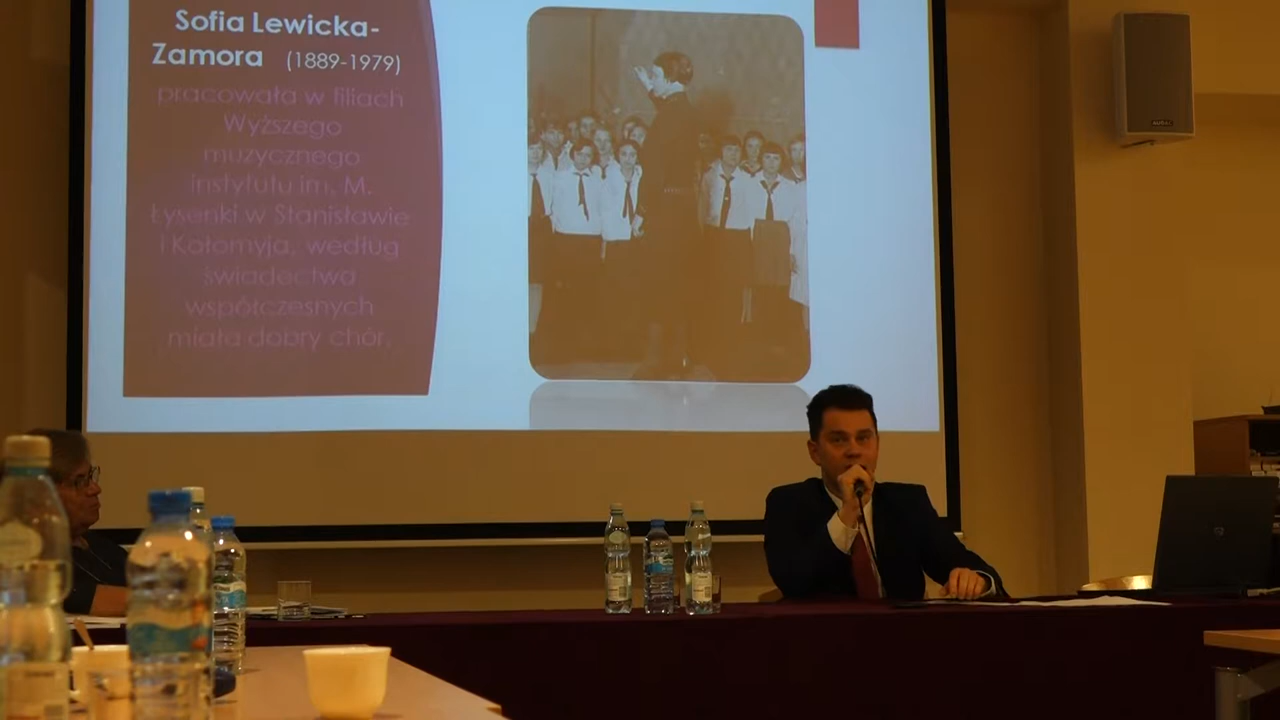 Sofia Lewicka-
Zamora (1889-1979)
pracowała w filiach
Wyższego
muzycznego
instytutu im. M.
Łysenki w Stanisławie
i Kołomyja, według
świadectwa
współczesnych
miała dobry chór.